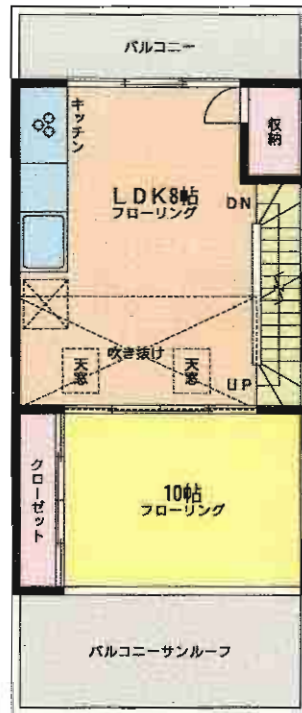 バルコニー
キッチン
収納
LDK8帖
フローリング
DN
吹き抜け
天窓
天窓
UP
クローゼット
10帖
フローリング
バルコニーサンルーフ